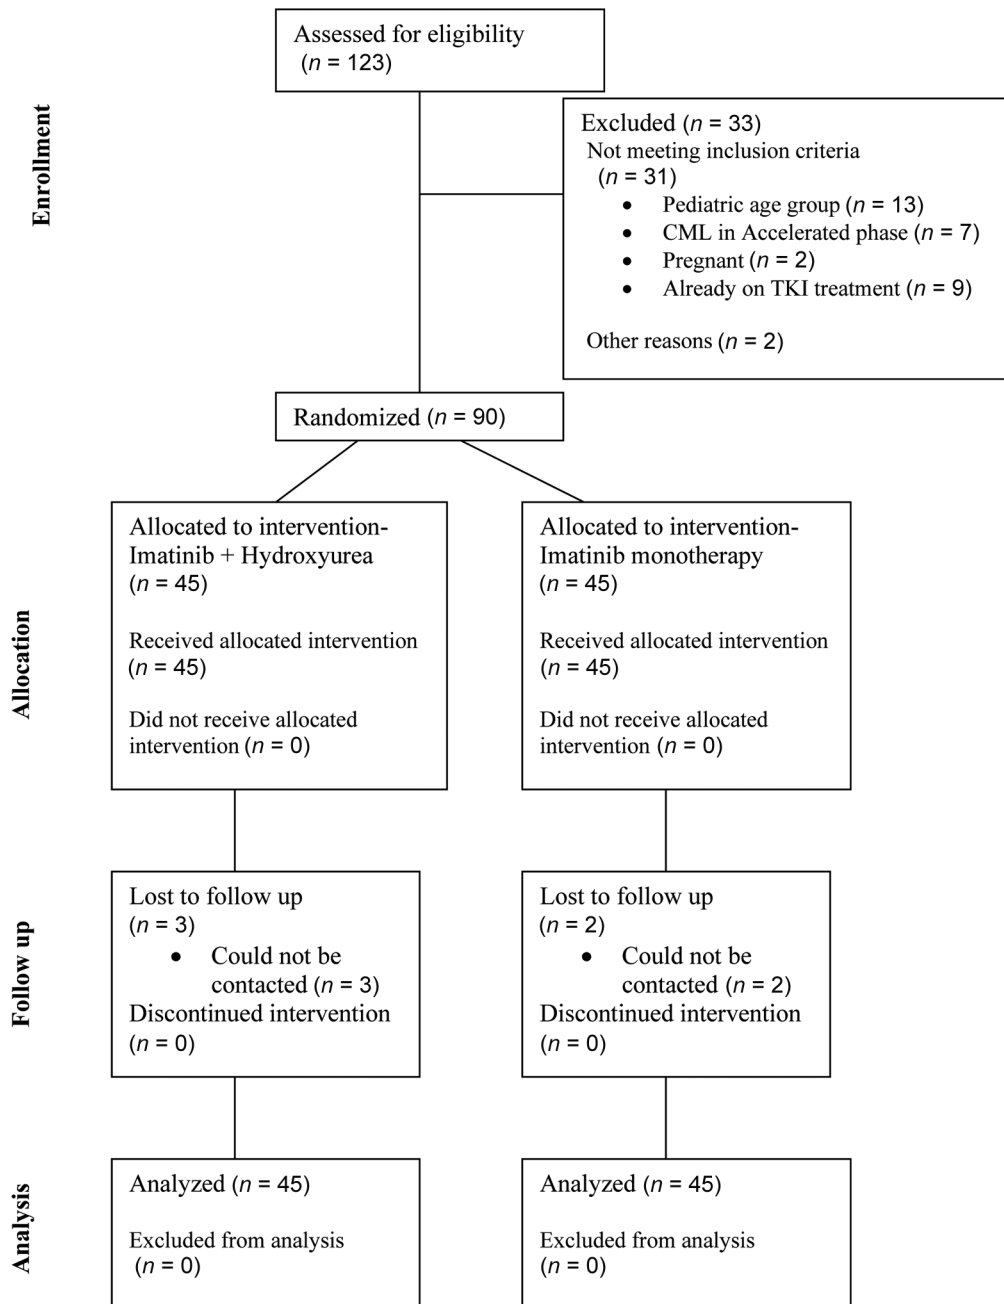 Enrollment
Assessed for eligibility
(n = 123)
Excluded (n = 33)
Not meeting inclusion criteria
(n = 31)
• Pediatric age group (n = 13)
• CML in Accelerated phase (n = 7)
• Pregnant (n = 2)
• Already on TKI treatment (n = 9)
Other reasons (n = 2)
Randomized (n = 90)
Allocation
Allocated to intervention-
Imatinib + Hydroxyurea
(n = 45)
Received allocated intervention
(n = 45)
Did not receive allocated
intervention (n = 0)
Allocated to intervention-
Imatinib monotherapy
(n = 45)
Received allocated intervention
(n = 45)
Did not receive allocated
intervention (n = 0)
Follow up
Lost to follow up
(n = 3)
• Could not be
contacted (n = 3)
Discontinued intervention
(n = 0)
Lost to follow up
(n = 2)
• Could not be
contacted (n = 2)
Discontinued intervention
(n = 0)
Analysis
Analyzed (n = 45)
Excluded from analysis
(n = 0)
Analyzed (n = 45)
Excluded from analysis
(n = 0)